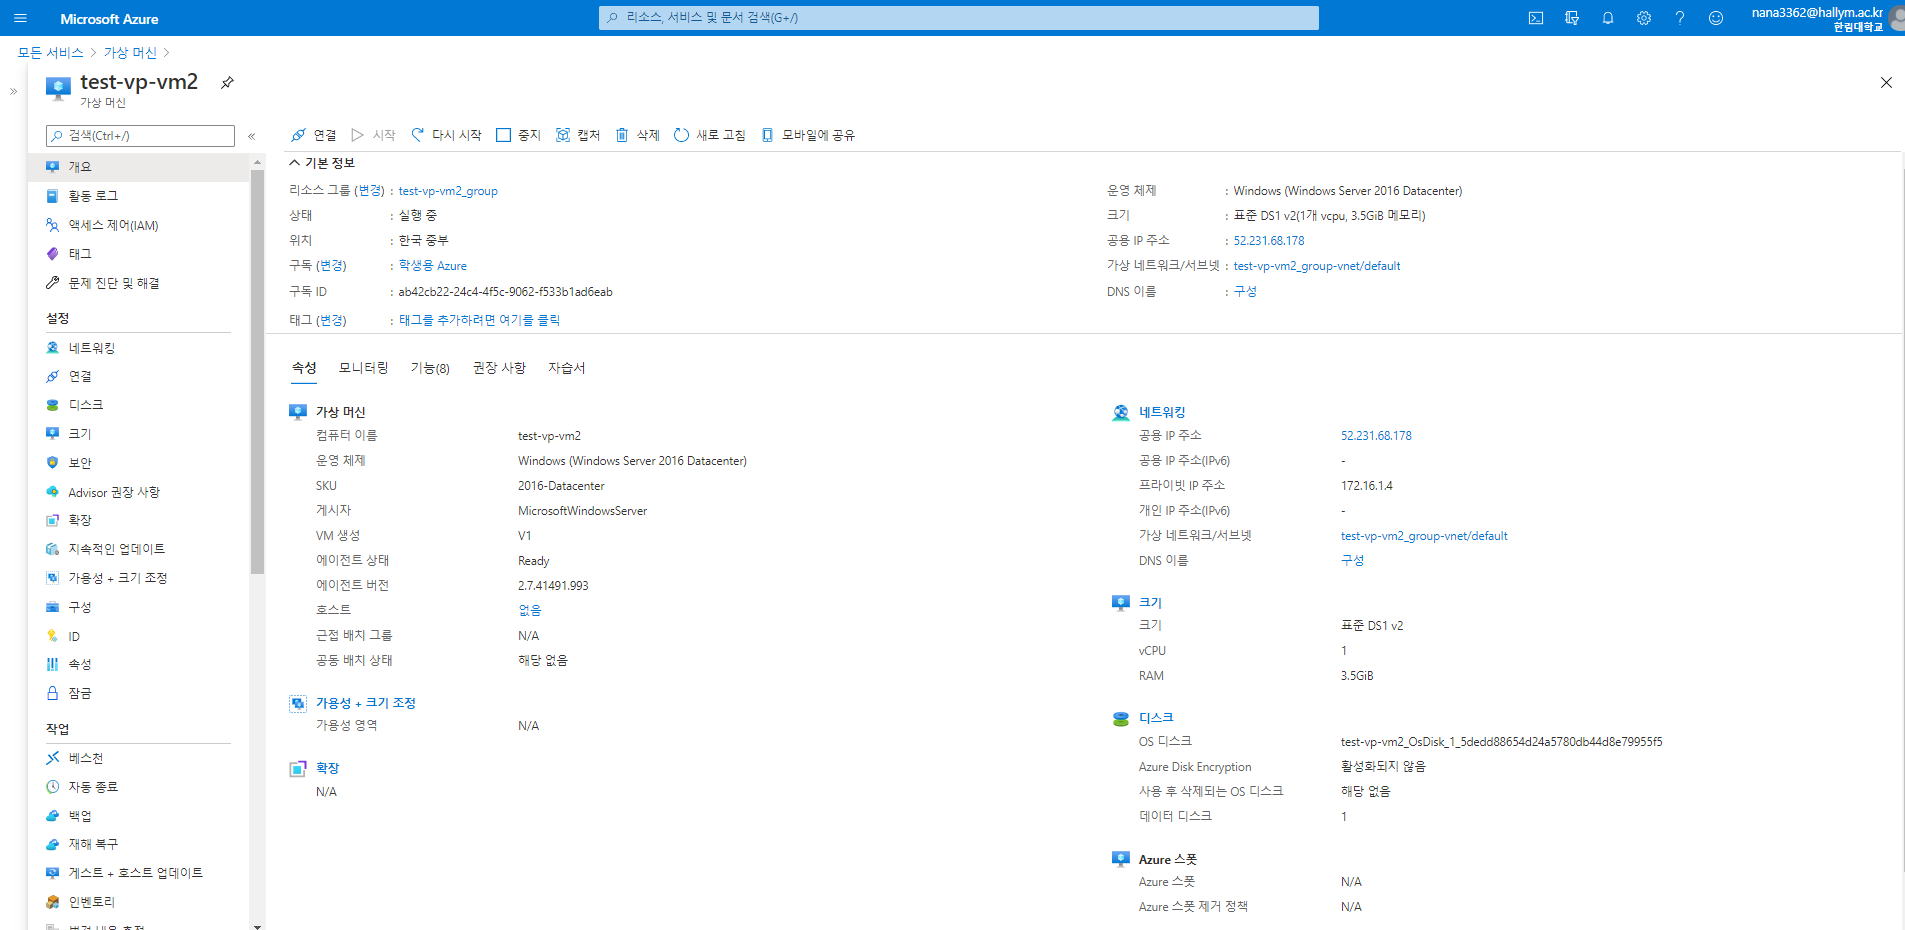 Microsoft Azure
리소스, 서비스 및 문서 검색(G+/)
nana3362@hallym.ac.kr
한림대학교
모든 서비스 > 가상 머신 >
test-vp-vm2
가상 머신
검색(Ctrl+/)
개요
활동 로그
액세스 제어(IAM)
태그
문제 진단 및 해결
설정
네트워킹
연결
디스크
크기
보안
Advisor 권장 사항
확장
지속적인 업데이트
가용성 + 크기 조정
구성
ID
속성
잠금
작업
베스천
자동 종료
백업
재해 복구
게스트 + 호스트 업데이트
인벤토리
연결 시작 다시 시작 중지 캡처 삭제 새로 고침 모바일에 공유
기본 정보
리소스 그룹 (변경) : test-vp-vm2_group
상태 : 실행 중
위치 : 한국 중부
구독 (변경) : 학생용 Azure
구독 ID : ab42cb22-24c4-4f5c-9062-f533b1ad6eab
태그 (변경) : 태그를 추가하려면 여기를 클릭
운영 체제 : Windows (Windows Server 2016 Datacenter)
크기 : 표준 DS1 v2(1개 vcpu, 3.5GiB 메모리)
공용 IP 주소 : 52.231.68.178
가상 네트워크/서브넷 : test-vp-vm2_group-vnet/default
DNS 이름 : 구성
속성 모니터링 기능(8) 권장 사항 자습서
가상 머신
컴퓨터 이름 test-vp-vm2
운영 체제 Windows (Windows Server 2016 Datacenter)
SKU 2016-Datacenter
게시자 MicrosoftWindowsServer
VM 생성 V1
에이전트 상태 Ready
에이전트 버전 2.7.41491.993
호스트 없음
근접 배치 그룹 N/A
공동 배치 상태 해당 없음
가용성 + 크기 조정
가용성 영역 N/A
확장
N/A
네트워킹
공용 IP 주소 52.231.68.178
공용 IP 주소(IPv6) -
프라이빗 IP 주소 172.16.1.4
개인 IP 주소(IPv6) -
가상 네트워크/서브넷 test-vp-vm2_group-vnet/default
DNS 이름 구성
크기
크기 표준 DS1 v2
vCPU 1
RAM 3.5GiB
디스크
OS 디스크 test-vp-vm2_OsDisk_1_5dedd88654d24a5780db44d8e79955f5
Azure Disk Encryption 활성화되지 않음
사용 후 삭제되는 OS 디스크 해당 없음
데이터 디스크 1
Azure 스폿
Azure 스폿 N/A
Azure 스폿 제거 정책 N/A